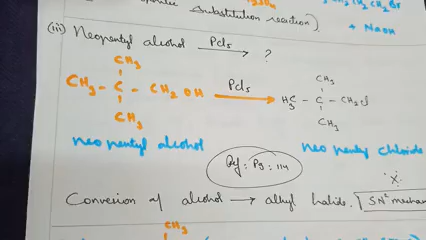 Substitution reaction)
+ NaOH
(iii) Neopentyl alcohol PCl5 ?
CH3 CH3
CH3 - C - CH2OH PCl5 H3C - C - CH2Cl
CH3 CH3
neo pentyl alcohol neo pentyl chloride
Ref: Pg: 114
Conversion of alcohol → alkyl halide. SN2 mechan
CH3